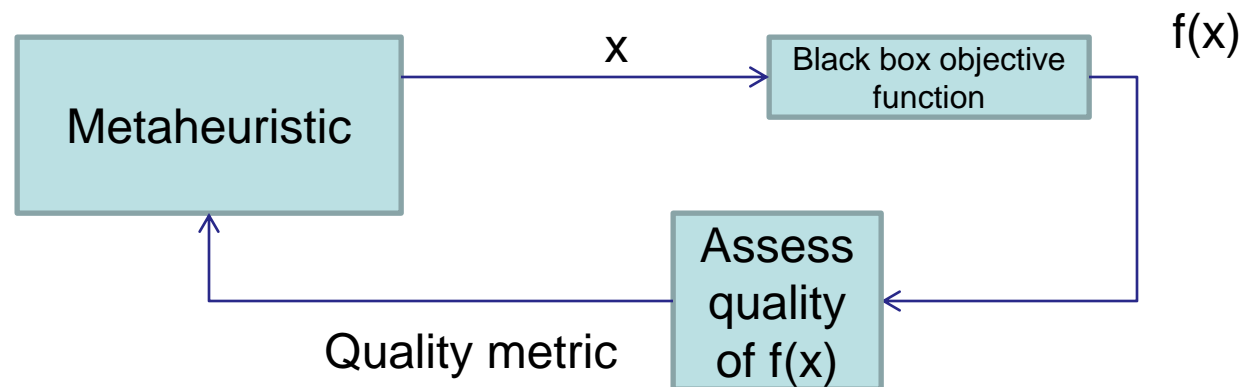 f(x)
x
Black box objective
function
Metaheuristic
Assess
quality
of f(x)
Quality metric